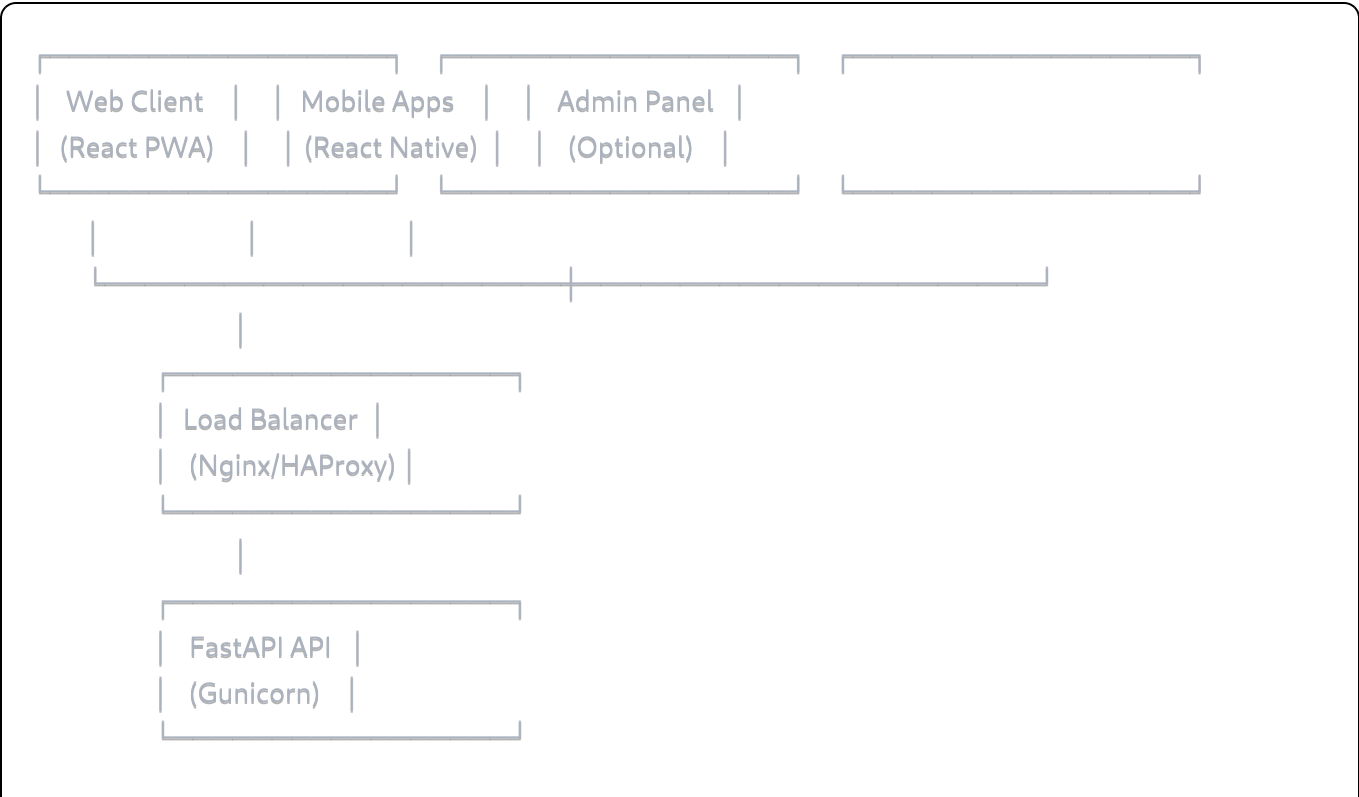 Web Client Mobile Apps Admin Panel
(React PWA) (React Native) (Optional)
Load Balancer
(Nginx/HAProxy)
FastAPI API
(Gunicorn)